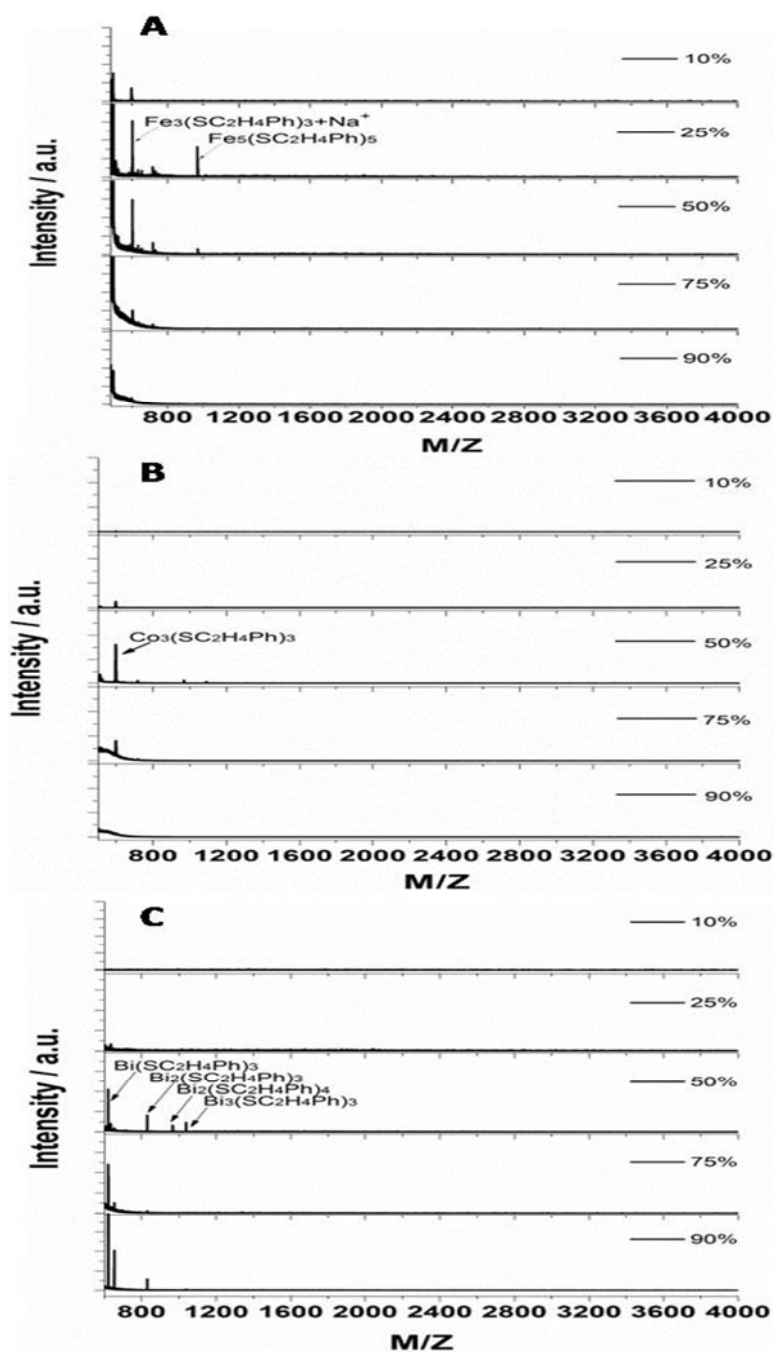 A
10%
Fe₃(SC₂H₄Ph)₃+Na⁺
Fe₅(SC₂H₄Ph)₅
25%
50%
75%
90%
Intensity / a.u.
800 1200 1600 2000 2400 2800 3200 3600 4000
M/Z
B
10%
25%
Co₃(SC₂H₄Ph)₃
50%
75%
90%
Intensity / a.u.
800 1200 1600 2000 2400 2800 3200 3600 4000
M/Z
C
10%
25%
Bi(SC₂H₄Ph)₃
Bi₂(SC₂H₄Ph)₃
Bi₂(SC₂H₄Ph)₄
Bi₃(SC₂H₄Ph)₃
50%
75%
90%
Intensity / a.u.
800 1200 1600 2000 2400 2800 3200 3600 4000
M/Z